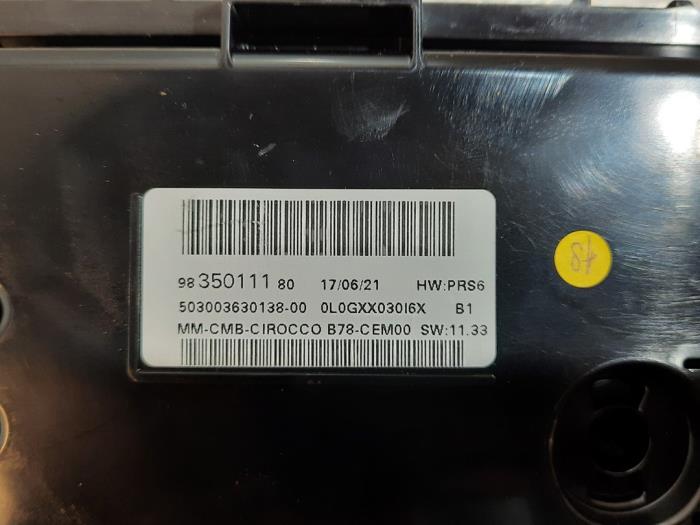 98 350111 80 17/06/21 HW:PRS6
503003630138-00 0L0GXX030I6X B1
MM-CMB-CIROCCO B78-CEM00 SW:11.33